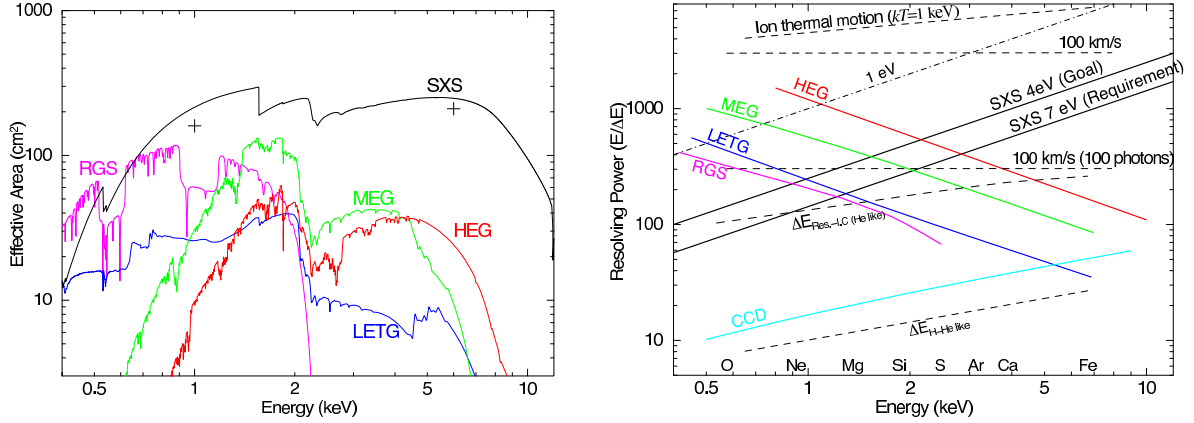 1000
100
10
Effective Area (cm²)
0.5
1
2
5
10
Energy (keV)
SXS
RGS
MEG
HEG
LETG
1000
100
10
Resolving Power (E/ΔE)
0.5
1
2
5
10
Energy (keV)
Ion thermal motion (kT=1 keV)
100 km/s
1 eV
HEG
SXS 4eV (Goal)
MEG
SXS 7 eV (Requirement)
LETG
100 km/s (100 photons)
RGS
ΔE Res.–I.C (He like)
CCD
ΔE H–He like
O Ne Mg Si S Ar Ca Fe